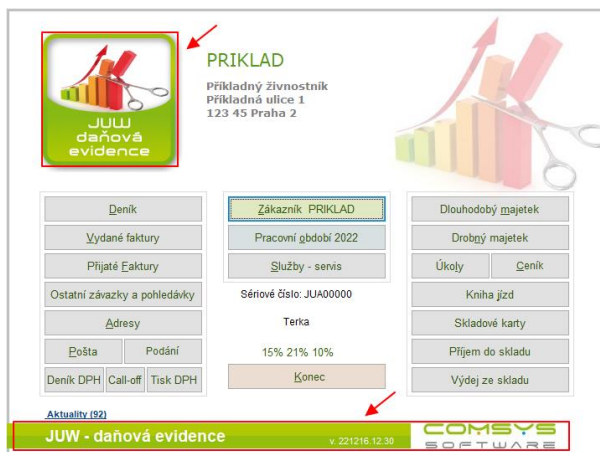 JUW
daňová
evidence
PRIKLAD
Příkladný živnostník
Příkladná ulice 1
123 45 Praha 2
Deník
Vydané faktury
Přijaté Faktury
Ostatní závazky a pohledávky
Adresy
Pošta Podání
Deník DPH Call-off Tisk DPH
Zákazník PRIKLAD
Pracovní období 2022
Služby - servis
Sériové číslo: JUA00000
Terka
15% 21% 10%
Konec
Dlouhodobý majetek
Drobný majetek
Úkoly Ceník
Kniha jízd
Skladové karty
Příjem do skladu
Výdej ze skladu
Aktuality (92)
JUW - daňová evidence v. 221216.12.30 COMSYS
SOFTWARE